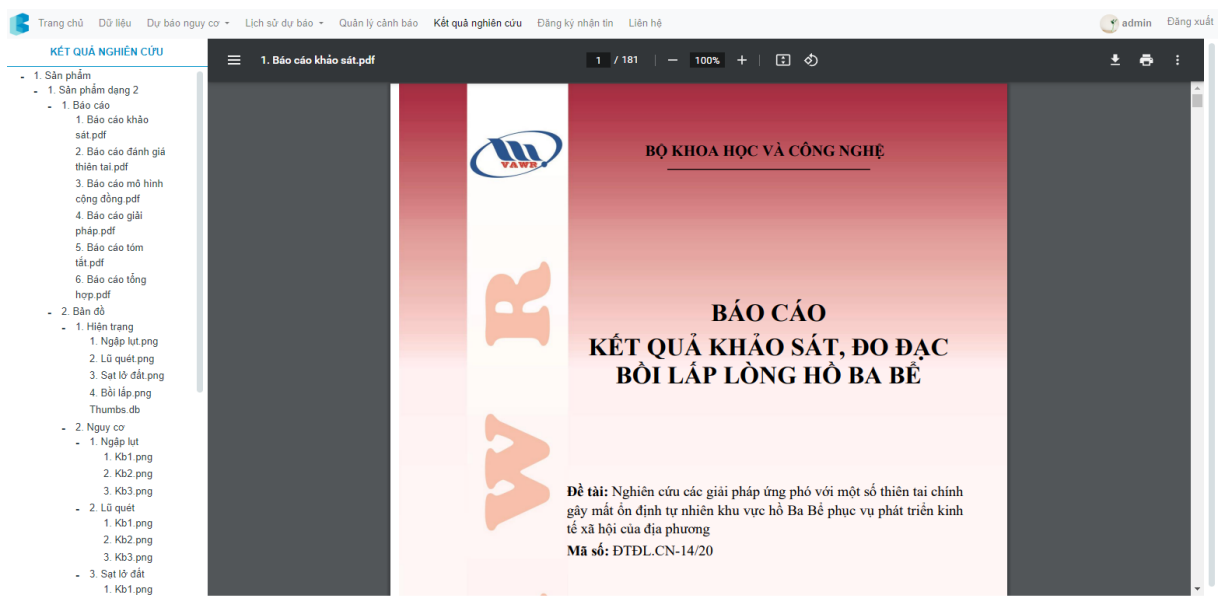 Trang chủ Dữ liệu Dự báo nguy cơ Lịch sử dự báo Quản lý cảnh báo Kết quả nghiên cứu Đăng ký nhận tin Liên hệ admin Đăng xuất
KẾT QUẢ NGHIÊN CỨU
1. Sản phẩm
1. Sản phẩm dạng 2
1. Báo cáo
1. Báo cáo khảo
sát.pdf
2. Báo cáo đánh giá
thiên tai.pdf
3. Báo cáo mô hình
cộng đồng.pdf
4. Báo cáo giải
pháp.pdf
5. Báo cáo tóm
tắt.pdf
6. Báo cáo tổng
hợp.pdf
2. Bản đồ
1. Hiện trạng
1. Ngập lụt.png
2. Lũ quét.png
3. Sạt lở đất.png
4. Bồi lắp.png
Thumbs.db
2. Nguy cơ
1. Ngập lụt
1. Kb1.png
2. Kb2.png
3. Kb3.png
2. Lũ quét
1. Kb1.png
2. Kb2.png
3. Kb3.png
3. Sạt lở đất
1. Kb1.png
1. Báo cáo khảo sát.pdf 1 / 181 | − 100% + |
VAWR
W R
BỘ KHOA HỌC VÀ CÔNG NGHỆ
BÁO CÁO
KẾT QUẢ KHẢO SÁT, ĐO ĐẠC
BỒI LẮP LÒNG HỒ BA BỂ
Đề tài: Nghiên cứu các giải pháp ứng phó với một số thiên tai chính
gây mất ổn định tự nhiên khu vực hồ Ba Bể phục vụ phát triển kinh
tế xã hội của địa phương
Mã số: ĐTĐL.CN-14/20